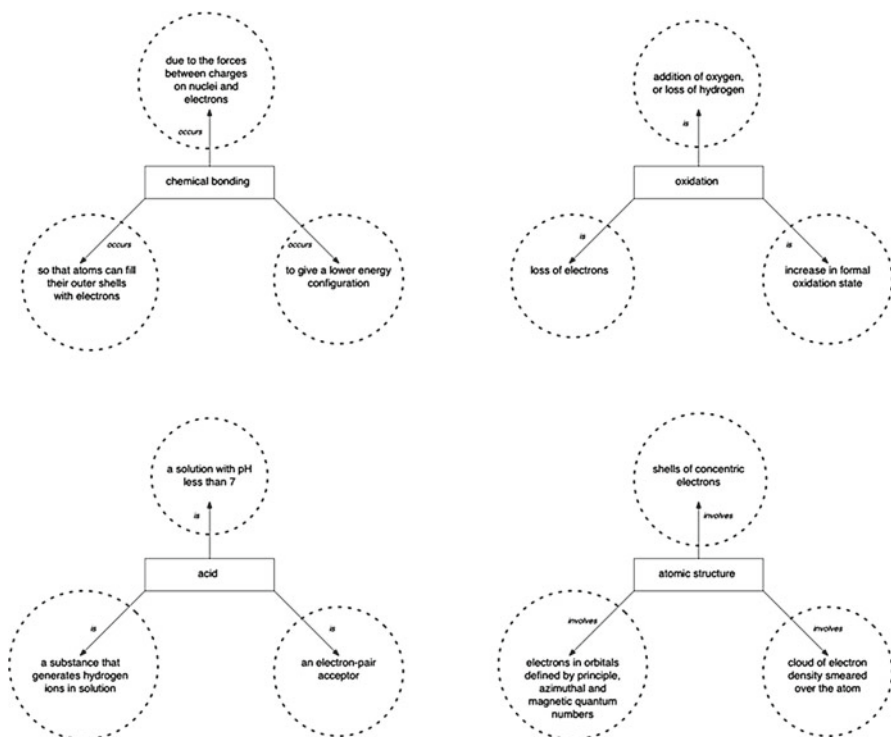 due to the forces
between charges
on nuclei and
electrons
occurs
chemical bonding
occurs
occurs
so that atoms can fill
their outer shells
with electrons
to give a lower energy
configuration
addition of oxygen,
or loss of hydrogen
is
oxidation
is
is
loss of electrons
increase in formal
oxidation state
a solution with pH
less than 7
is
acid
is
is
a substance that
generates hydrogen
ions in solution
an electron-pair
acceptor
shells of concentric
electrons
involves
atomic structure
involves
involves
electrons in orbitals
defined by principle,
azimuthal and
magnetic quantum
numbers
cloud of electron
density smeared
over the atom